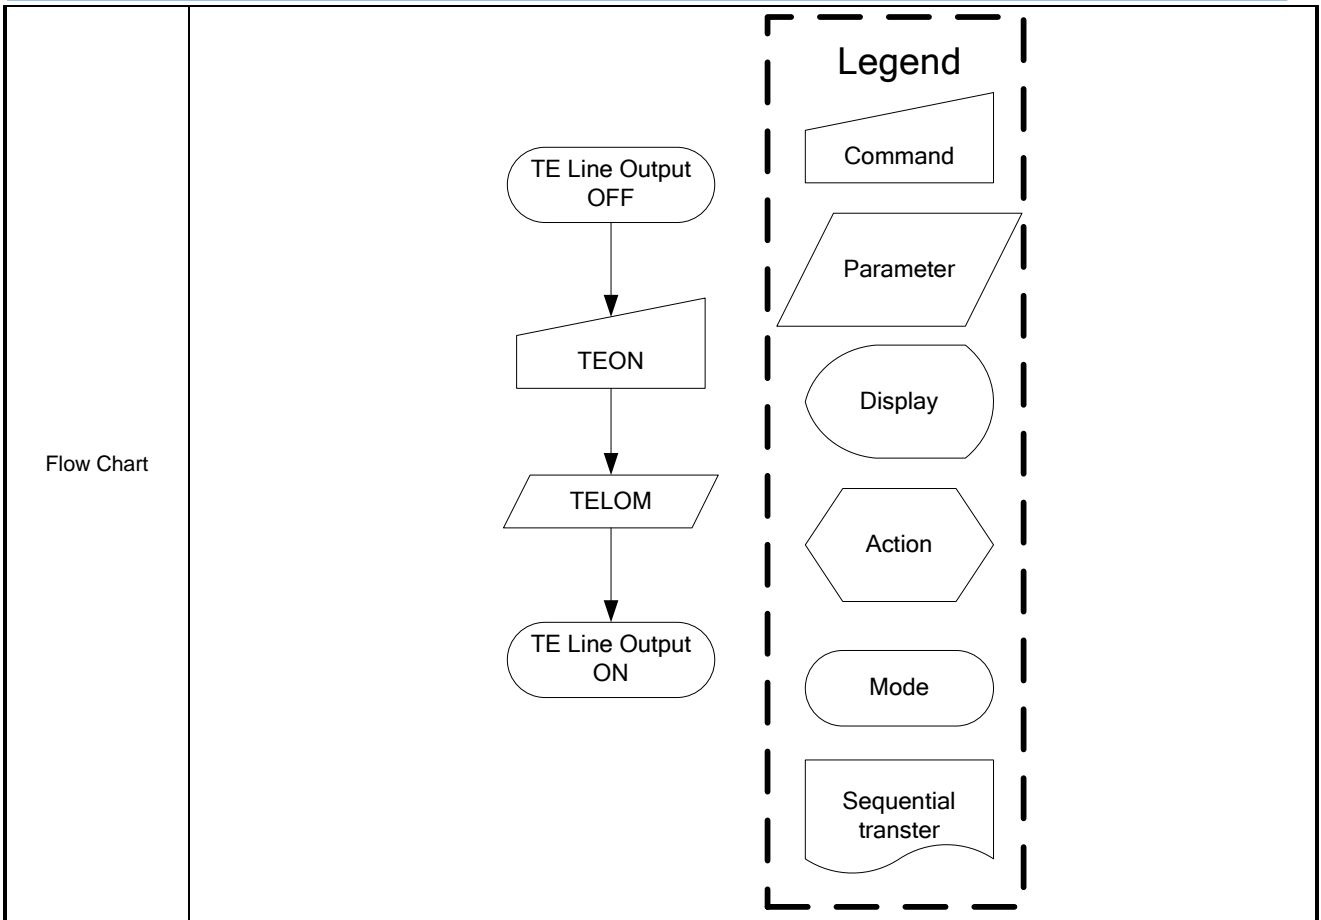 Flow Chart
TE Line Output
OFF
TEON
TELOM
TE Line Output
ON
Legend
Command
Parameter
Display
Action
Mode
Sequential
transter